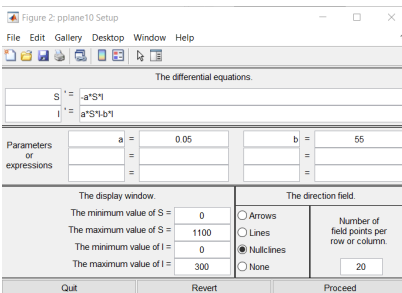 Figure 2: pplane10 Setup
File Edit Gallery Desktop Window Help
The differential equations.
S ' = -a*S*I
I ' = a*S*I-b*I
Parameters or expressions
a = 0.05 b = 55
= =
= =
The display window.
The minimum value of S = 0
The maximum value of S = 1100
The minimum value of I = 0
The maximum value of I = 300
The direction field.
Arrows
Lines
Nullclines
None
Number of
field points per
row or column.
20
Quit Revert Proceed